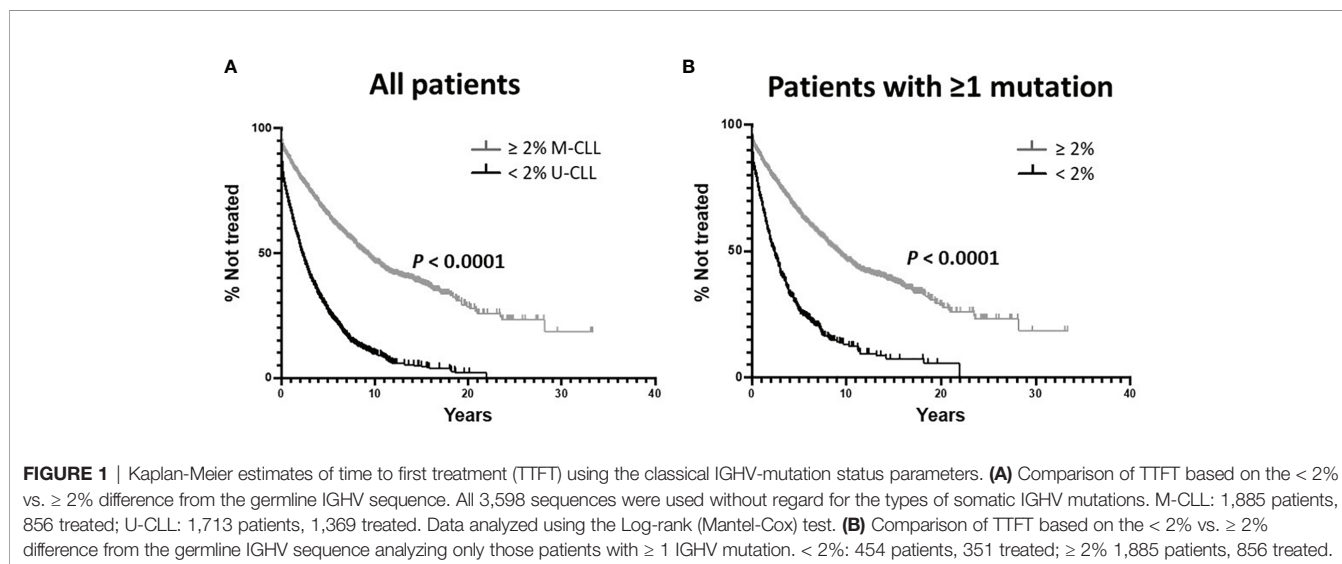 A
All patients
100
50
0
% Not treated
≥ 2% M-CLL
< 2% U-CLL
P < 0.0001
0 10 20 30 40
Years
B
Patients with ≥1 mutation
100
50
0
% Not treated
≥ 2%
< 2%
P < 0.0001
0 10 20 30 40
Years
FIGURE 1 | Kaplan-Meier estimates of time to first treatment (TTFT) using the classical IGHV-mutation status parameters. (A) Comparison of TTFT based on the < 2%
vs. ≥ 2% difference from the germline IGHV sequence. All 3,598 sequences were used without regard for the types of somatic IGHV mutations. M-CLL: 1,885 patients,
856 treated; U-CLL: 1,713 patients, 1,369 treated. Data analyzed using the Log-rank (Mantel-Cox) test. (B) Comparison of TTFT based on the < 2% vs. ≥ 2%
difference from the germline IGHV sequence analyzing only those patients with ≥ 1 IGHV mutation. < 2%: 454 patients, 351 treated; ≥ 2% 1,885 patients, 856 treated.